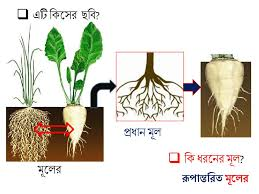 ❑ এটি কিসের ছবি?
প্রধান মূল
মূলের
❑ কি ধরনের মূল?
রূপান্তরিত মূলের